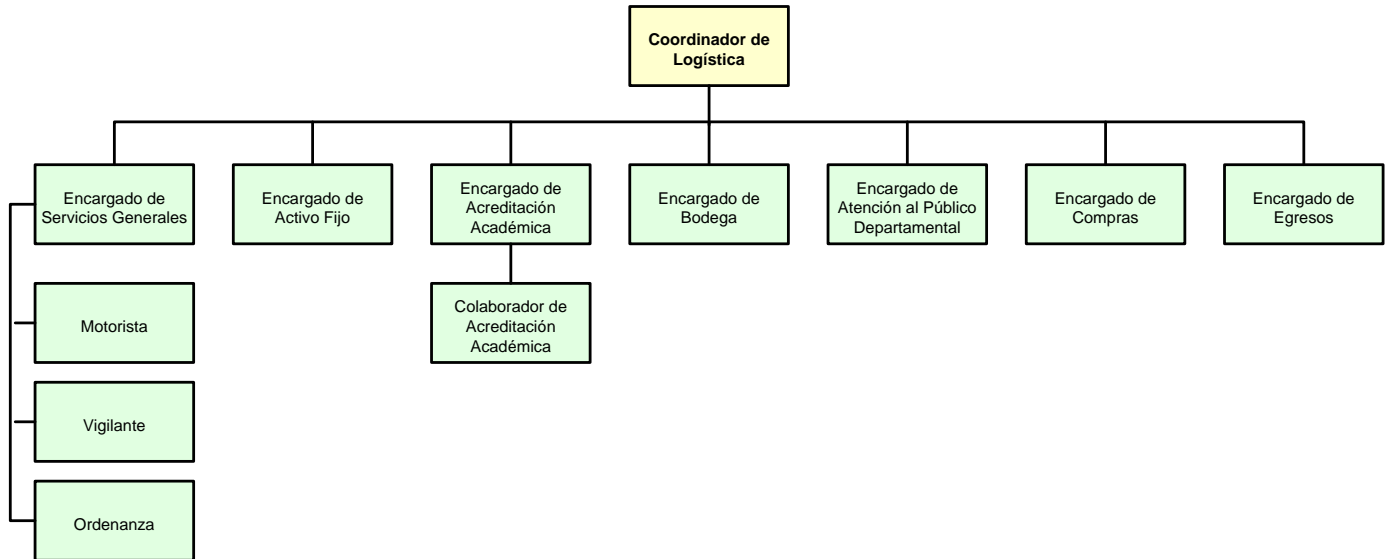 Coordinador de
Logística
Encargado de
Servicios Generales
Encargado de
Activo Fijo
Encargado de
Acreditación
Académica
Encargado de
Bodega
Encargado de
Atención al Público
Departamental
Encargado de
Compras
Encargado de
Egresos
Motorista
Colaborador de
Acreditación
Académica
Vigilante
Ordenanza